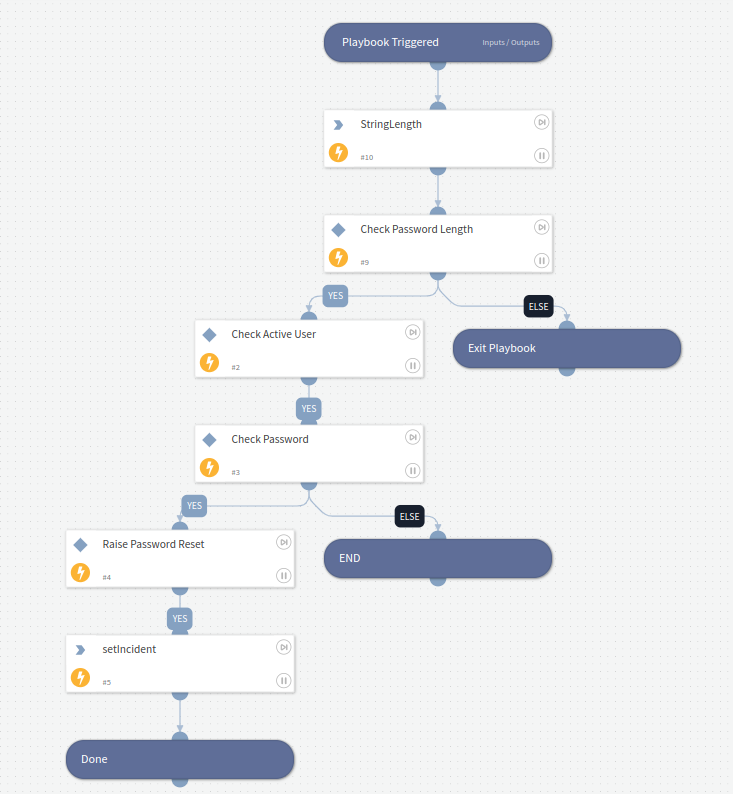 Playbook Triggered Inputs / Outputs
StringLength
#10
Check Password Length
#9
YES
ELSE
Check Active User
#2
Exit Playbook
YES
Check Password
#3
YES
ELSE
Raise Password Reset
#4
END
YES
setIncident
#5
Done